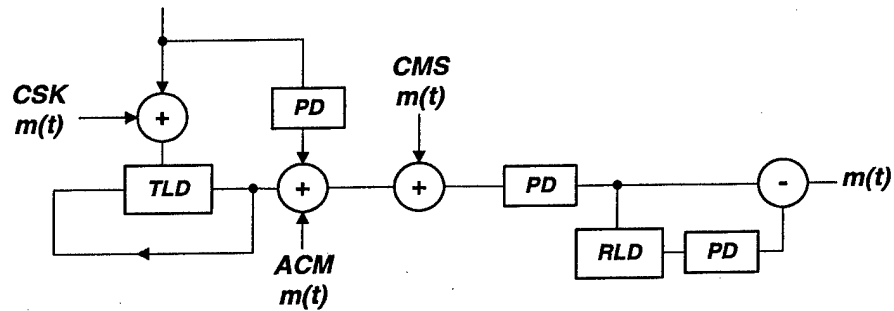 CSK
m(t)
+
PD
CMS
m(t)
TLD
+
+
PD
-
m(t)
ACM
m(t)
RLD
PD